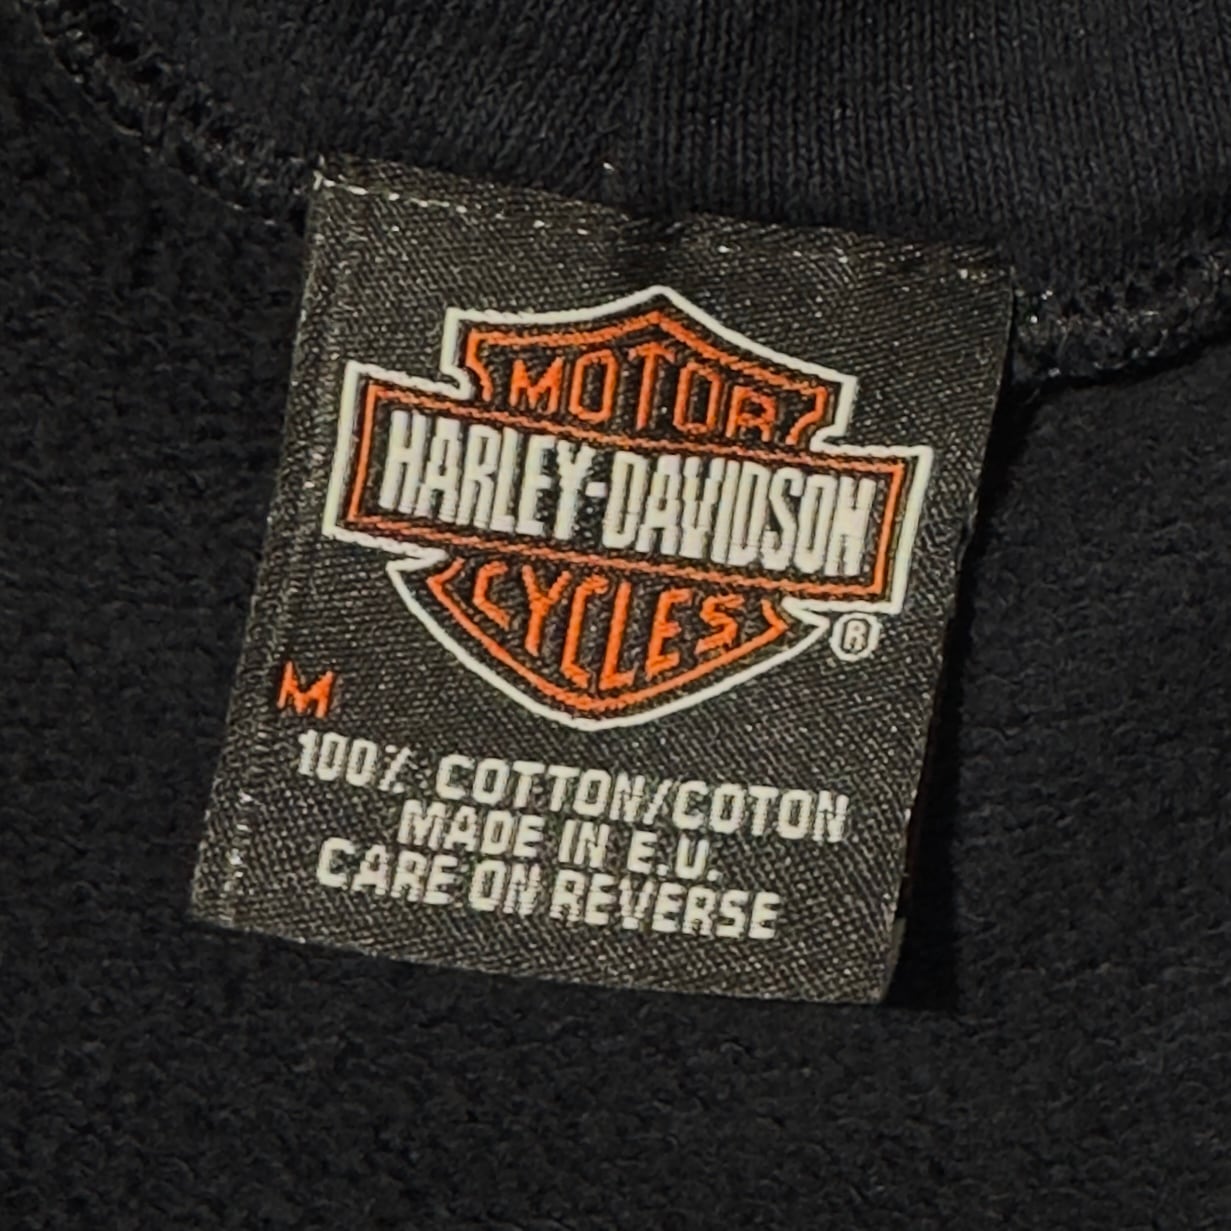 MOTOR
HARLEY-DAVIDSON
CYCLES
®
M
100% COTTON/COTON
MADE IN E.U.
CARE ON REVERSE